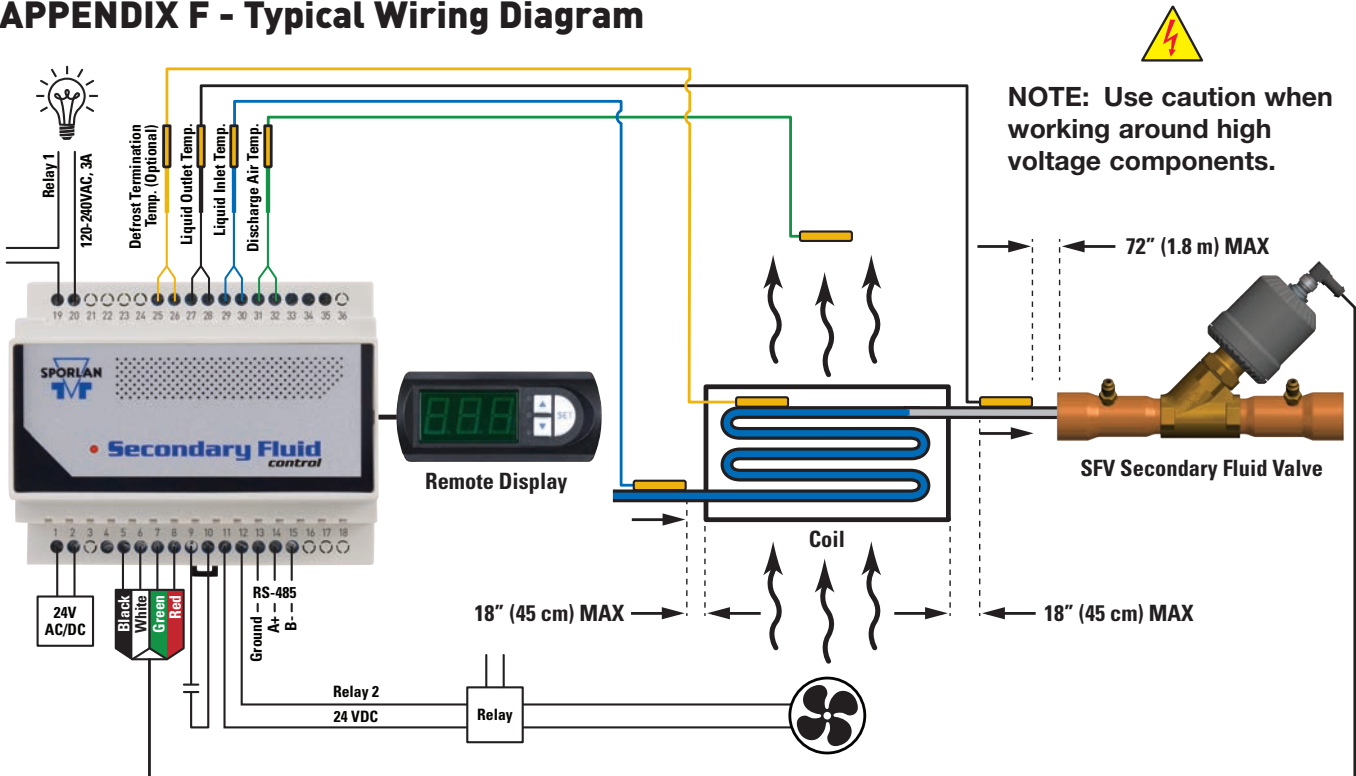 APPENDIX F - Typical Wiring Diagram
NOTE: Use caution when
working around high
voltage components.
Relay 1
120-240VAC, 3A
Defrost Termination
Temp. (Optional)
Liquid Outlet Temp.
Liquid Inlet Temp.
Discharge Air Temp.
72" (1.8 m) MAX
19 20 21 22 23 24 25 26 27 28 29 30 31 32 33 34 35 36
SPORLAN
Secondary Fluid
control
888
SET
Remote Display
SFV Secondary Fluid Valve
Coil
1 2 3 4 5 6 7 8 9 10 11 12 13 14 15 16 17 18
24V
AC/DC
Black
White
Green
Red
RS-485
Ground
A+
B-
18" (45 cm) MAX
18" (45 cm) MAX
Relay 2
24 VDC
Relay